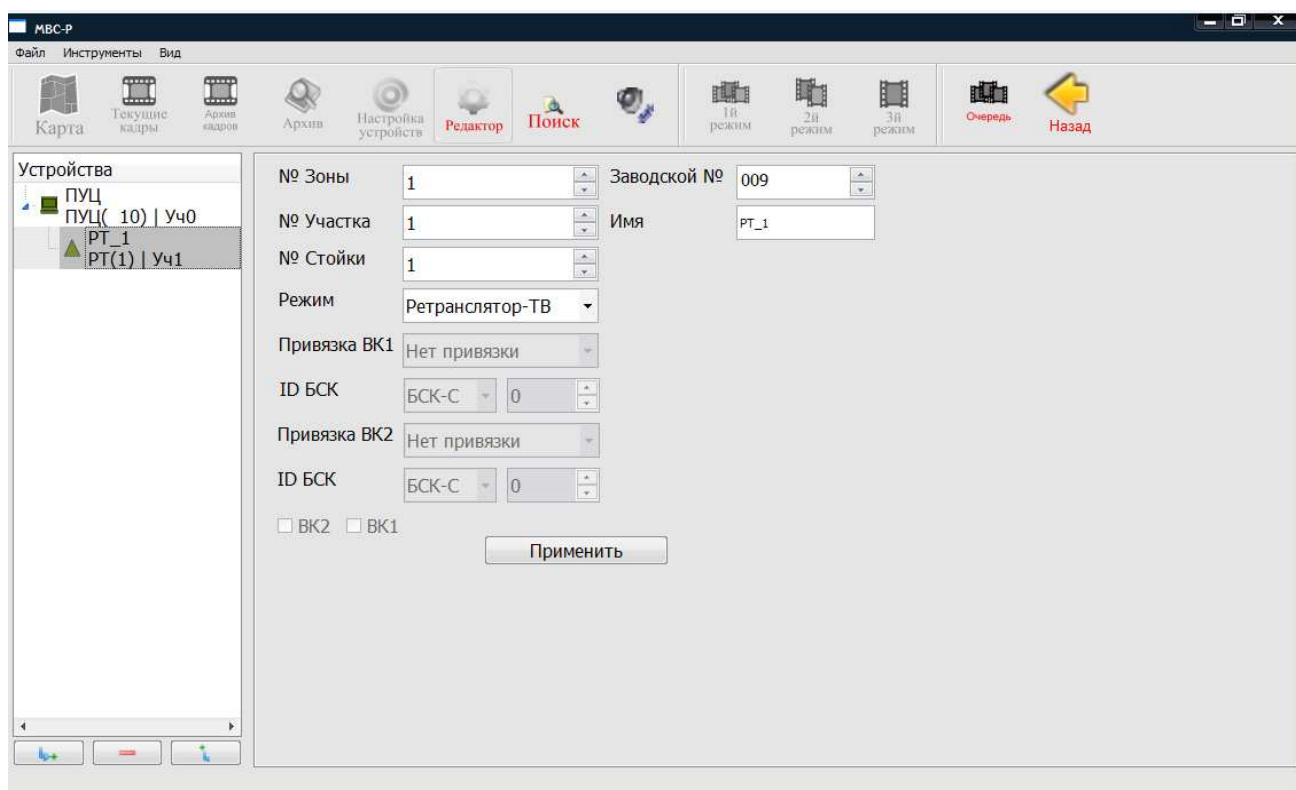 МВС-Р
Файл Инструменты Вид
Карта
Текущие кадры
Архив кадров
Архив
Настройка устройств
Редактор
Поиск
1й режим
2й режим
3й режим
Очередь
Назад
Устройства
ПУЦ
ПУЦ( 10) | Уч0
РТ_1
РТ(1) | Уч1
№ Зоны 1 Заводской № 009
№ Участка 1 Имя РТ_1
№ Стойки 1
Режим Ретранслятор-ТВ
Привязка ВК1 Нет привязки
ID БСК БСК-С 0
Привязка ВК2 Нет привязки
ID БСК БСК-С 0
ВК2 ВК1
Применить